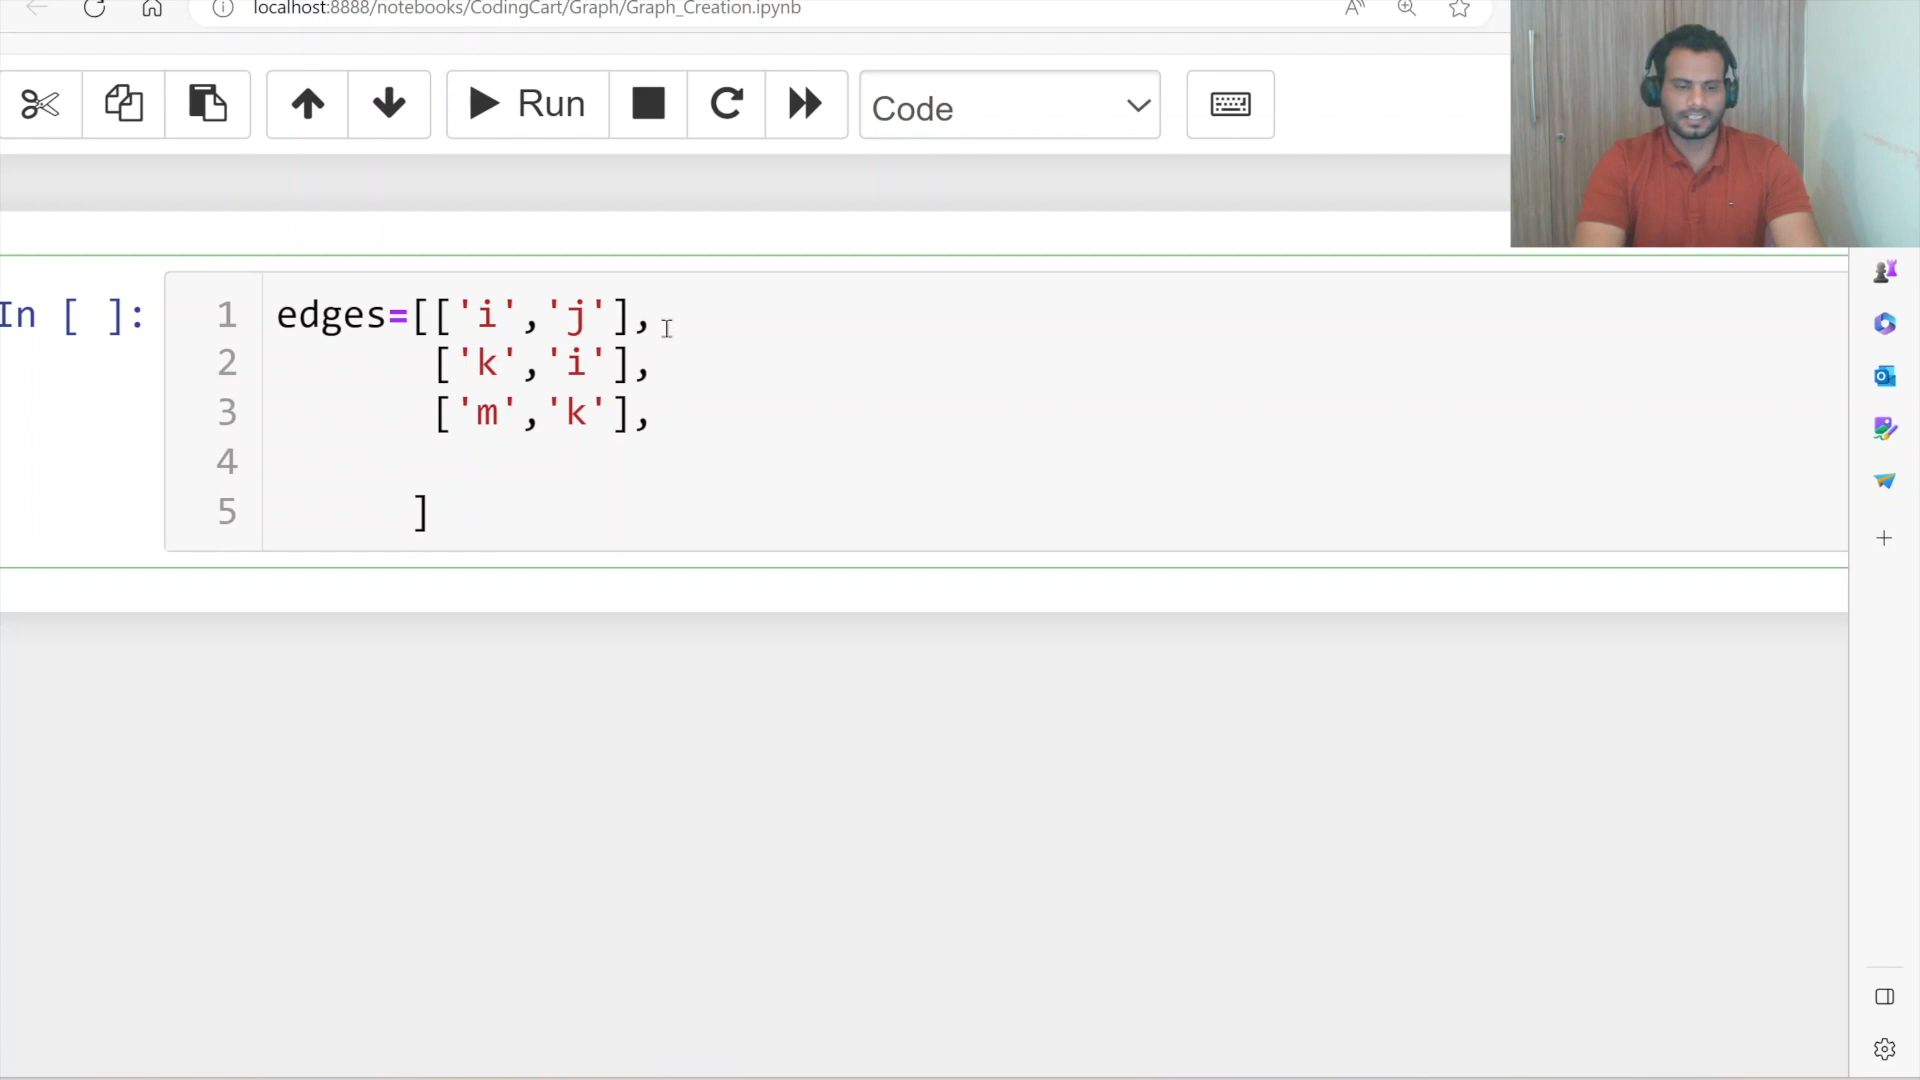 localhost:8888/notebooks/CodingCart/Graph/Graph_Creation.ipynb
Run
Code
In [ ]:
1 edges=[['i','j'],
2 ['k','i'],
3 ['m','k'],
4
5 ]